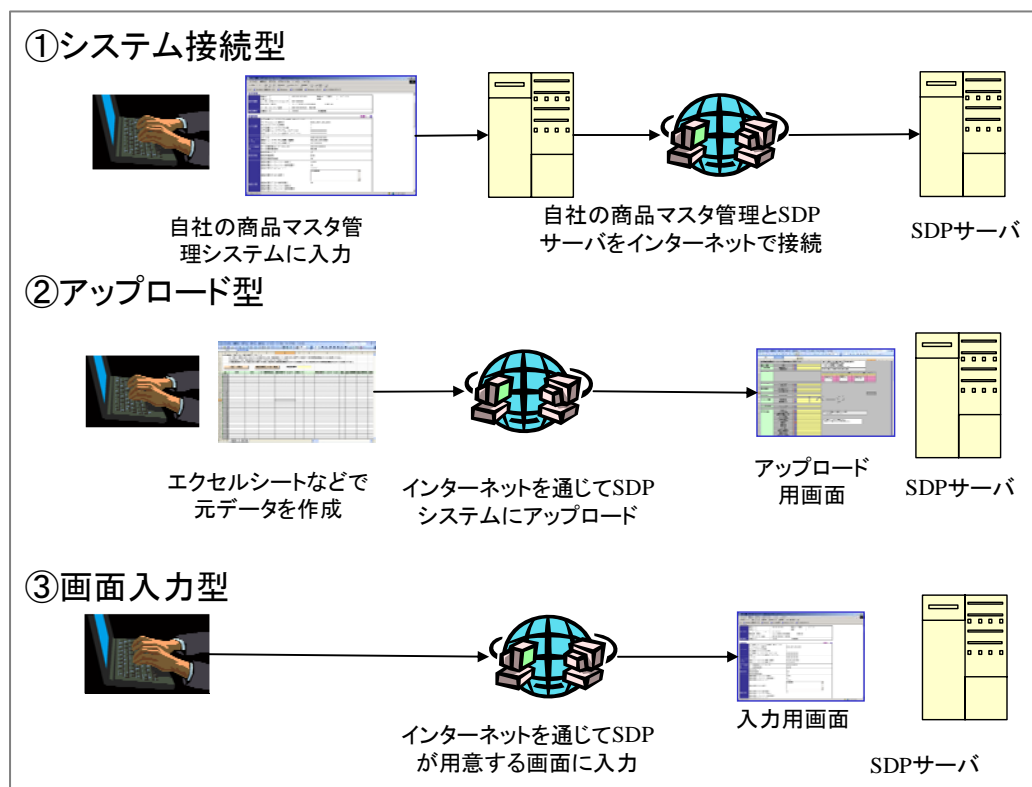 ①システム接続型
自社の商品マスタ管
理システムに入力
自社の商品マスタ管理とSDP
サーバをインターネットで接続
SDPサーバ
②アップロード型
エクセルシートなどで
元データを作成
インターネットを通じてSDP
システムにアップロード
アップロード
用画面
SDPサーバ
③画面入力型
インターネットを通じてSDP
が用意する画面に入力
入力用画面
SDPサーバ